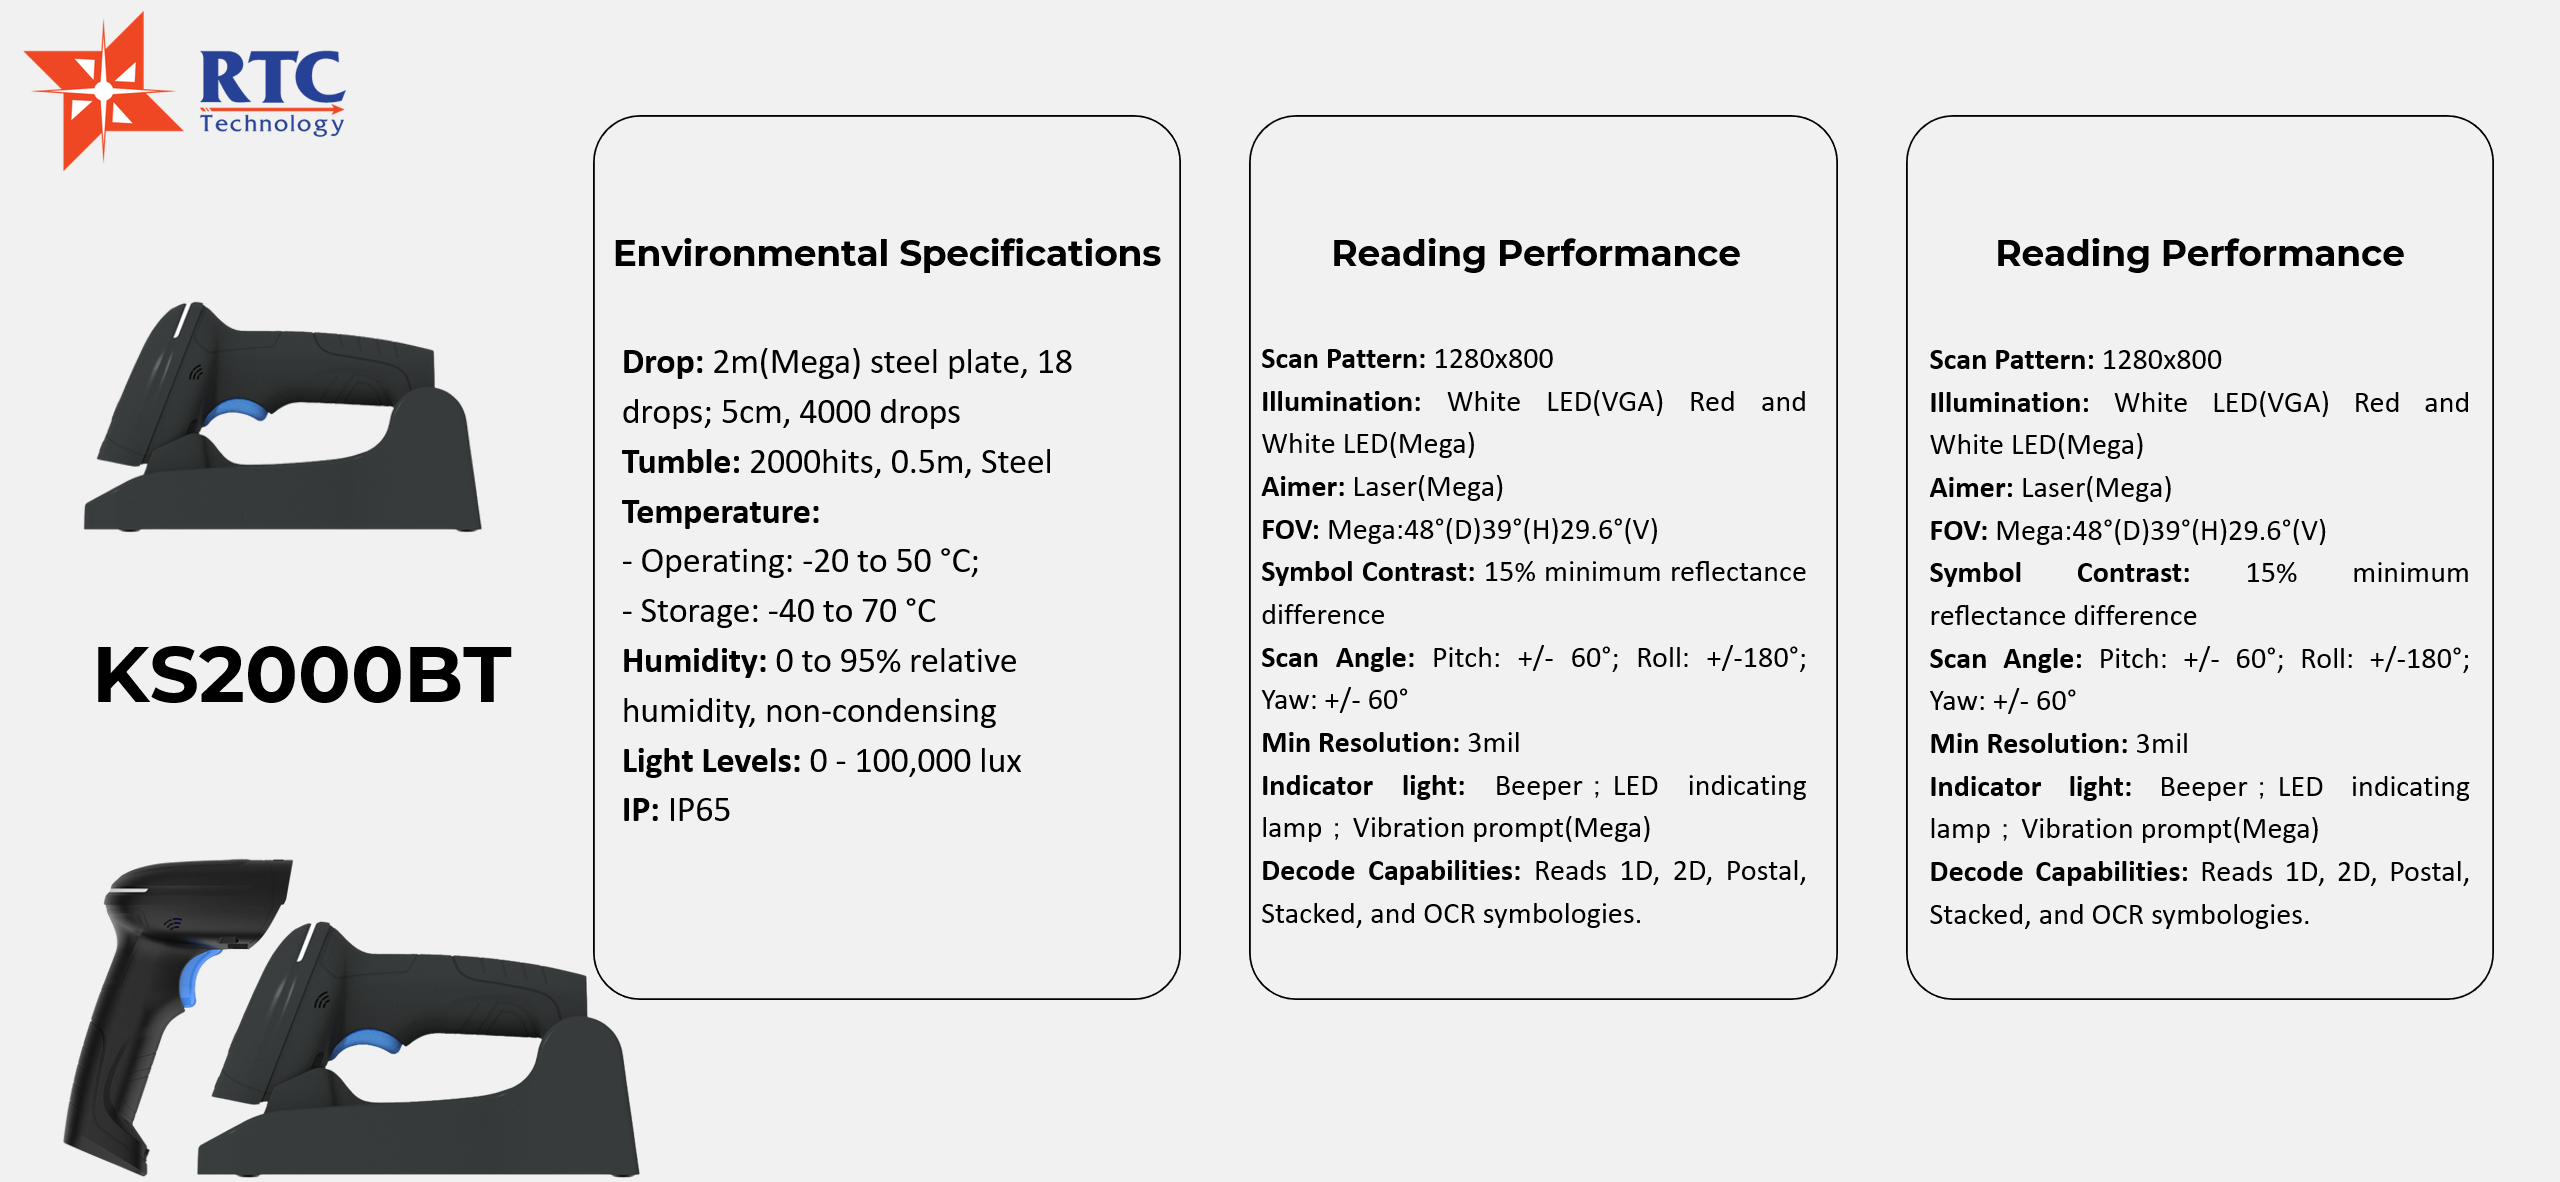 RTC
Technology
KS2000BT
Environmental Specifications
Drop: 2m(Mega) steel plate, 18
drops; 5cm, 4000 drops
Tumble: 2000hits, 0.5m, Steel
Temperature:
- Operating: -20 to 50 °C;
- Storage: -40 to 70 °C
Humidity: 0 to 95% relative
humidity, non-condensing
Light Levels: 0 - 100,000 lux
IP: IP65
Reading Performance
Scan Pattern: 1280x800
Illumination: White LED(VGA) Red and
White LED(Mega)
Aimer: Laser(Mega)
FOV: Mega:48°(D)39°(H)29.6°(V)
Symbol Contrast: 15% minimum reflectance
difference
Scan Angle: Pitch: +/- 60°; Roll: +/-180°;
Yaw: +/- 60°
Min Resolution: 3mil
Indicator light: Beeper；LED indicating
lamp；Vibration prompt(Mega)
Decode Capabilities: Reads 1D, 2D, Postal,
Stacked, and OCR symbologies.
Reading Performance
Scan Pattern: 1280x800
Illumination: White LED(VGA) Red and
White LED(Mega)
Aimer: Laser(Mega)
FOV: Mega:48°(D)39°(H)29.6°(V)
Symbol Contrast: 15% minimum
reflectance difference
Scan Angle: Pitch: +/- 60°; Roll: +/-180°;
Yaw: +/- 60°
Min Resolution: 3mil
Indicator light: Beeper；LED indicating
lamp；Vibration prompt(Mega)
Decode Capabilities: Reads 1D, 2D, Postal,
Stacked, and OCR symbologies.